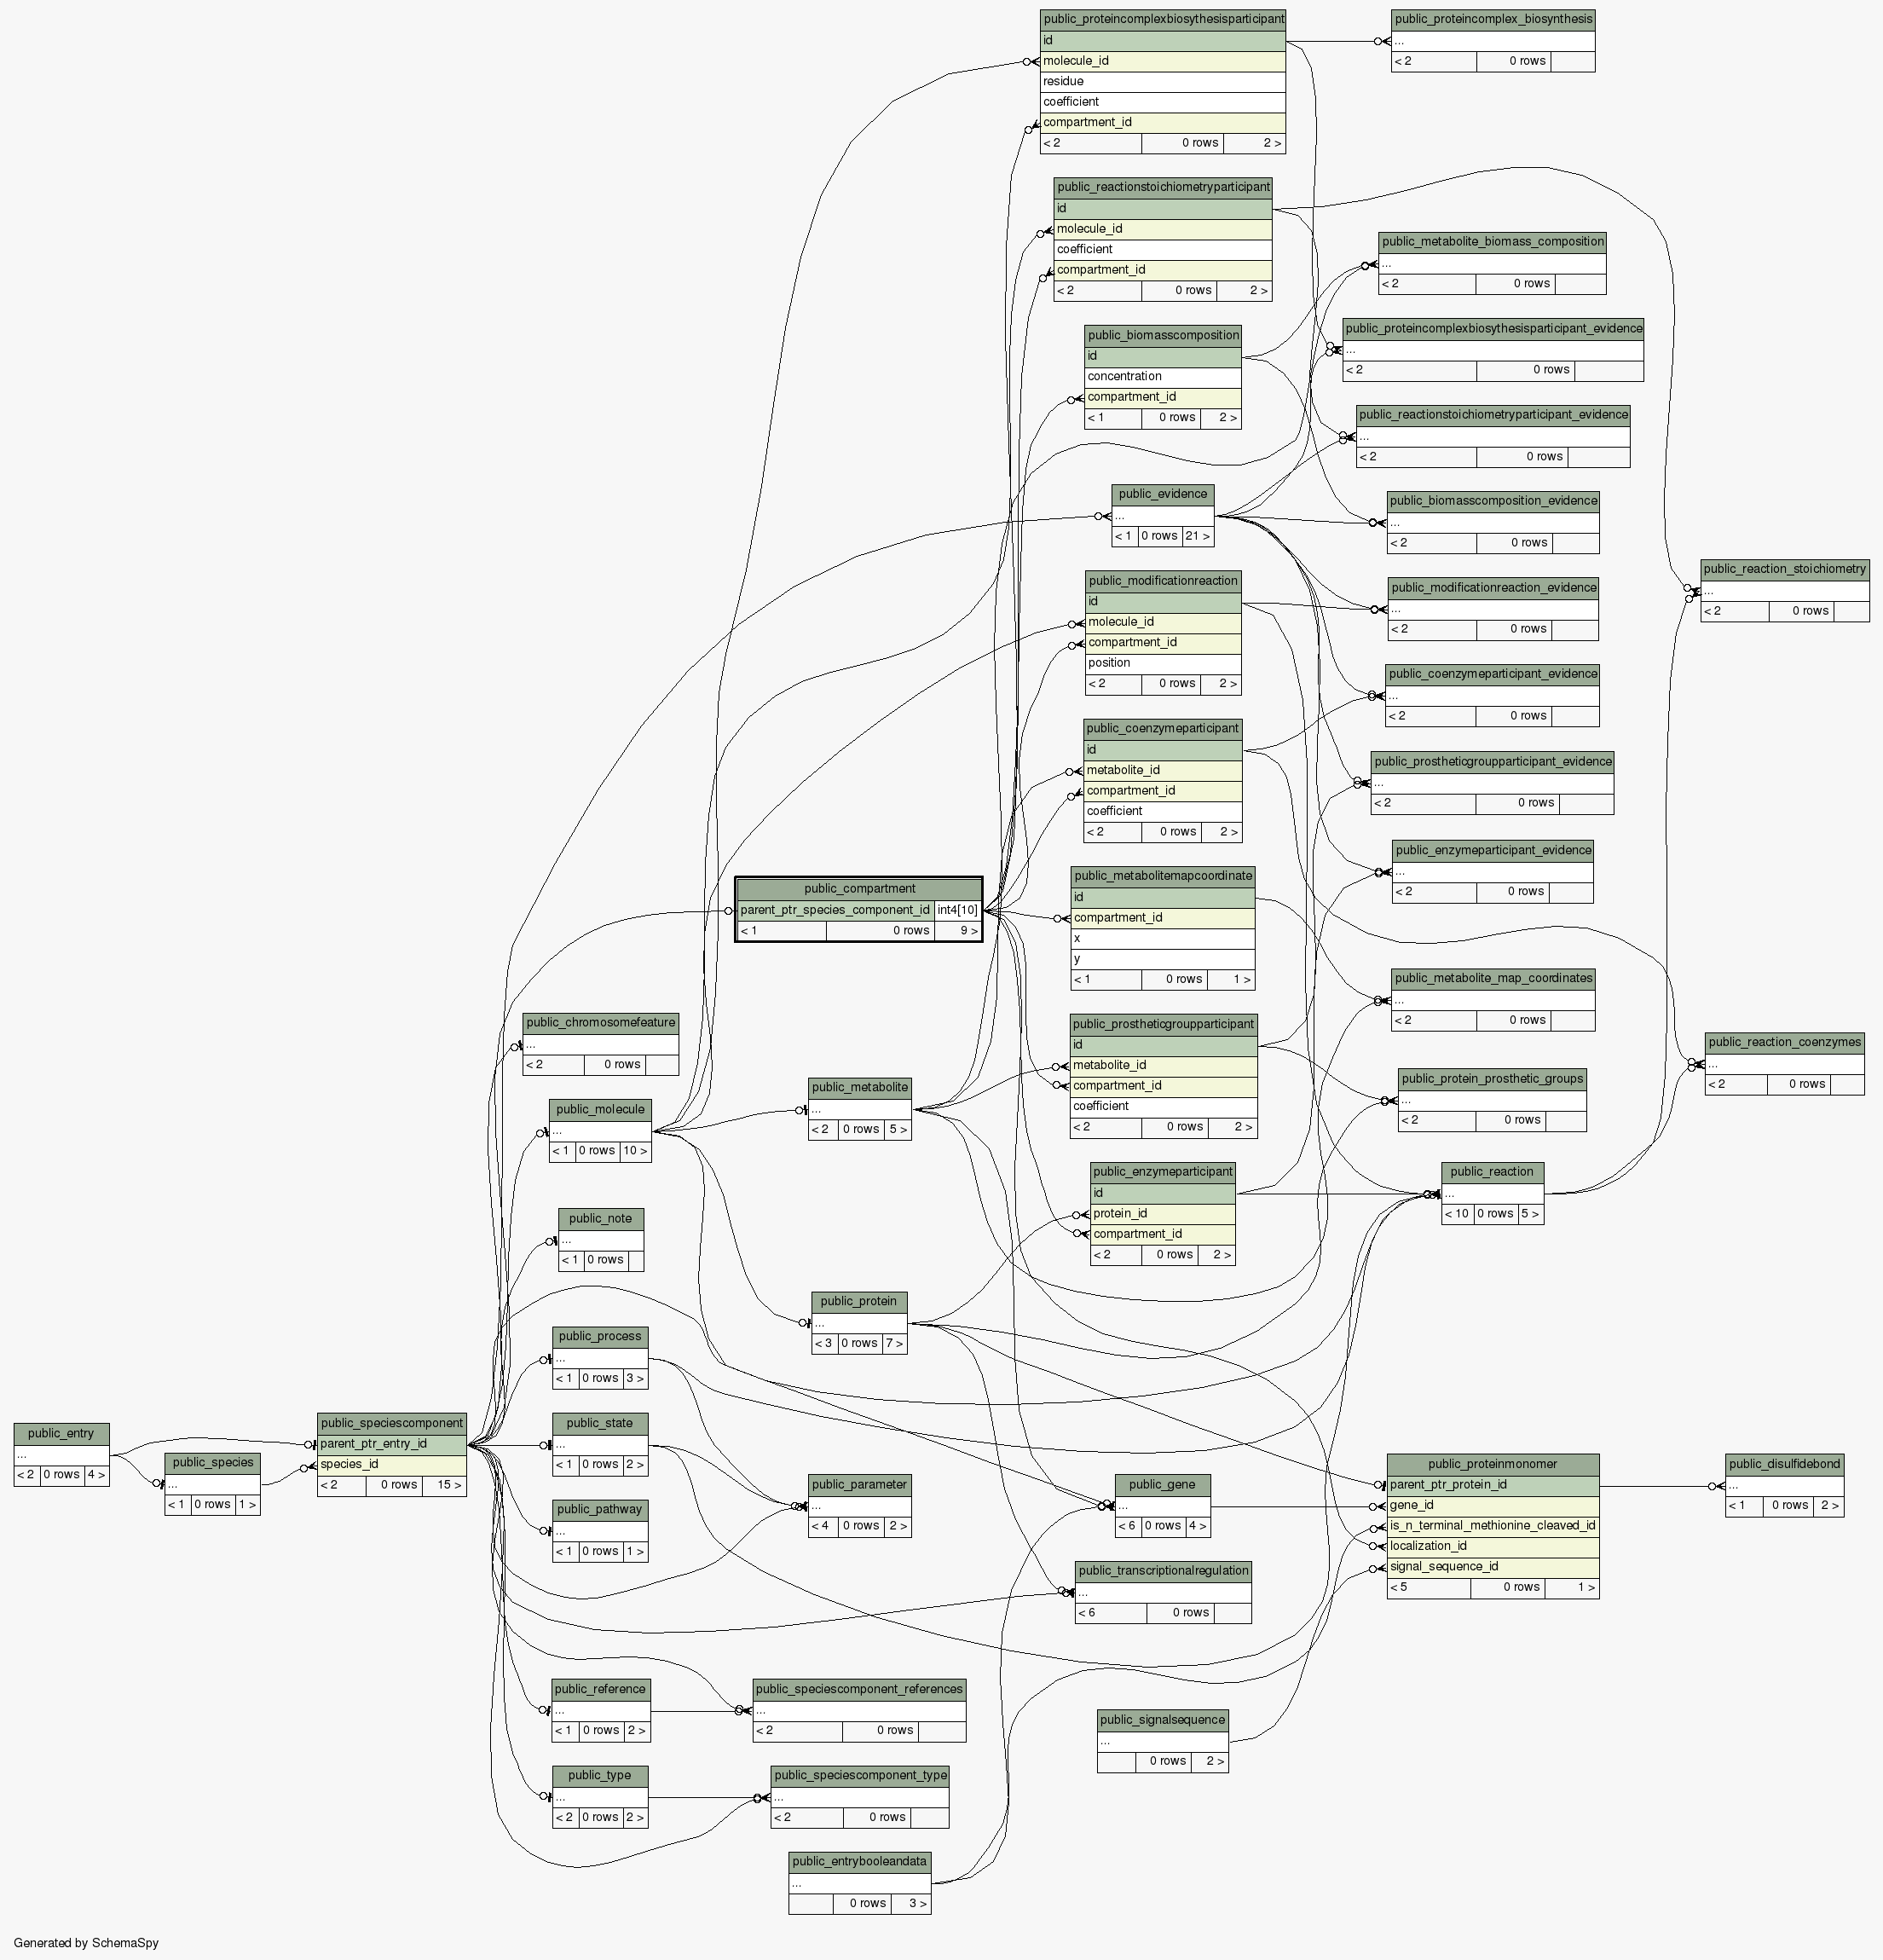 public_proteincomplexbiosythesisparticipant
id
molecule_id
residue
coefficient
compartment_id
< 2 0 rows 2 >
public_proteincomplex_biosynthesis
...
< 2 0 rows
public_reactionstoichiometryparticipant
id
molecule_id
coefficient
compartment_id
< 2 0 rows 2 >
public_metabolite_biomass_composition
...
< 2 0 rows
public_biomasscomposition
id
concentration
compartment_id
< 1 0 rows 2 >
public_proteincomplexbiosythesisparticipant_evidence
...
< 2 0 rows
public_reactionstoichiometryparticipant_evidence
...
< 2 0 rows
public_evidence
...
< 1 0 rows 21 >
public_biomasscomposition_evidence
...
< 2 0 rows
public_reaction_stoichiometry
...
< 2 0 rows
public_modificationreaction
id
molecule_id
compartment_id
position
< 2 0 rows 2 >
public_modificationreaction_evidence
...
< 2 0 rows
public_coenzymeparticipant_evidence
...
< 2 0 rows
public_coenzymeparticipant
id
metabolite_id
compartment_id
coefficient
< 2 0 rows 2 >
public_prostheticgroupparticipant_evidence
...
< 2 0 rows
public_enzymeparticipant_evidence
...
< 2 0 rows
public_compartment
parent_ptr_species_component_id int4[10]
< 1 0 rows 9 >
public_metabolitemapcoordinate
id
compartment_id
x
y
< 1 0 rows 1 >
public_metabolite_map_coordinates
...
< 2 0 rows
public_chromosomefeature
...
< 2 0 rows
public_prostheticgroupparticipant
id
metabolite_id
compartment_id
coefficient
< 2 0 rows 2 >
public_reaction_coenzymes
...
< 2 0 rows
public_protein_prosthetic_groups
...
< 2 0 rows
public_molecule
...
< 1 0 rows 10 >
public_metabolite
...
< 2 0 rows 5 >
public_enzymeparticipant
id
protein_id
compartment_id
< 2 0 rows 2 >
public_reaction
...
< 10 0 rows 5 >
public_note
...
< 1 0 rows
public_protein
...
< 3 0 rows 7 >
public_process
...
< 1 0 rows 3 >
public_entry
...
< 2 0 rows 4 >
public_species
...
< 1 0 rows 1 >
public_speciescomponent
parent_ptr_entry_id
species_id
< 2 0 rows 15 >
public_state
...
< 1 0 rows 2 >
public_pathway
...
< 1 0 rows 1 >
public_parameter
...
< 4 0 rows 2 >
public_gene
...
< 6 0 rows 4 >
public_proteinmonomer
parent_ptr_protein_id
gene_id
is_n_terminal_methionine_cleaved_id
localization_id
signal_sequence_id
< 5 0 rows 1 >
public_disulfidebond
...
< 1 0 rows 2 >
public_transcriptionalregulation
...
< 6 0 rows
public_reference
...
< 1 0 rows 2 >
public_speciescomponent_references
...
< 2 0 rows
public_signalsequence
...
0 rows 2 >
public_type
...
< 2 0 rows 2 >
public_speciescomponent_type
...
< 2 0 rows
public_entrybooleandata
...
0 rows 3 >
Generated by SchemaSpy